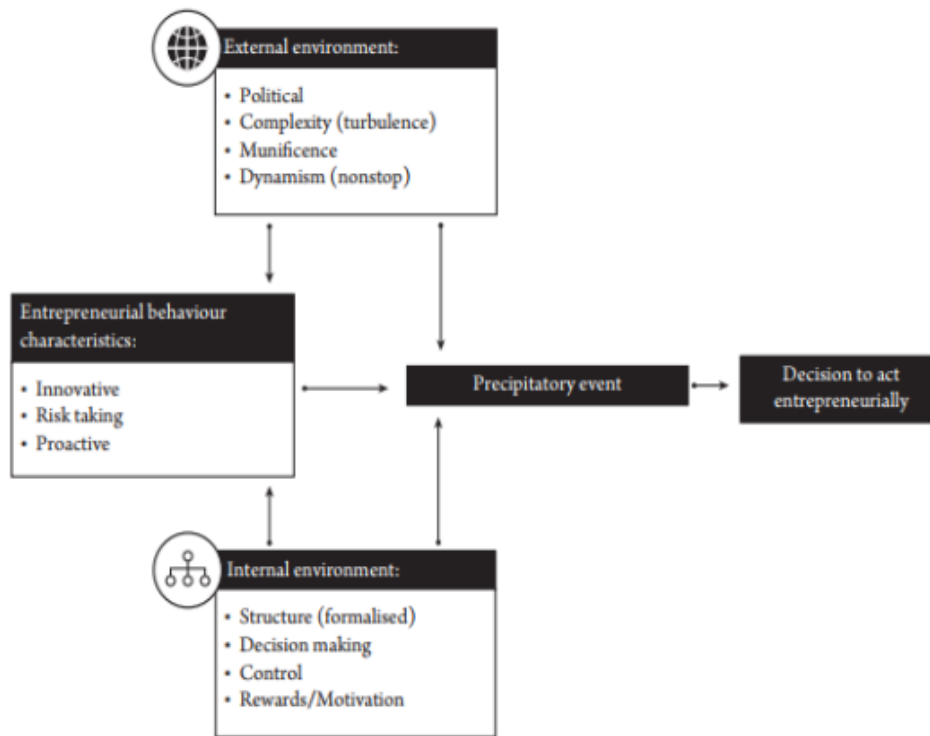 External environment:
• Political
• Complexity (turbulence)
• Munificence
• Dynamism (nonstop)
Entrepreneurial behaviour
characteristics:
• Innovative
• Risk taking
• Proactive
Precipitatory event
Decision to act
entrepreneurially
Internal environment:
• Structure (formalised)
• Decision making
• Control
• Rewards/Motivation